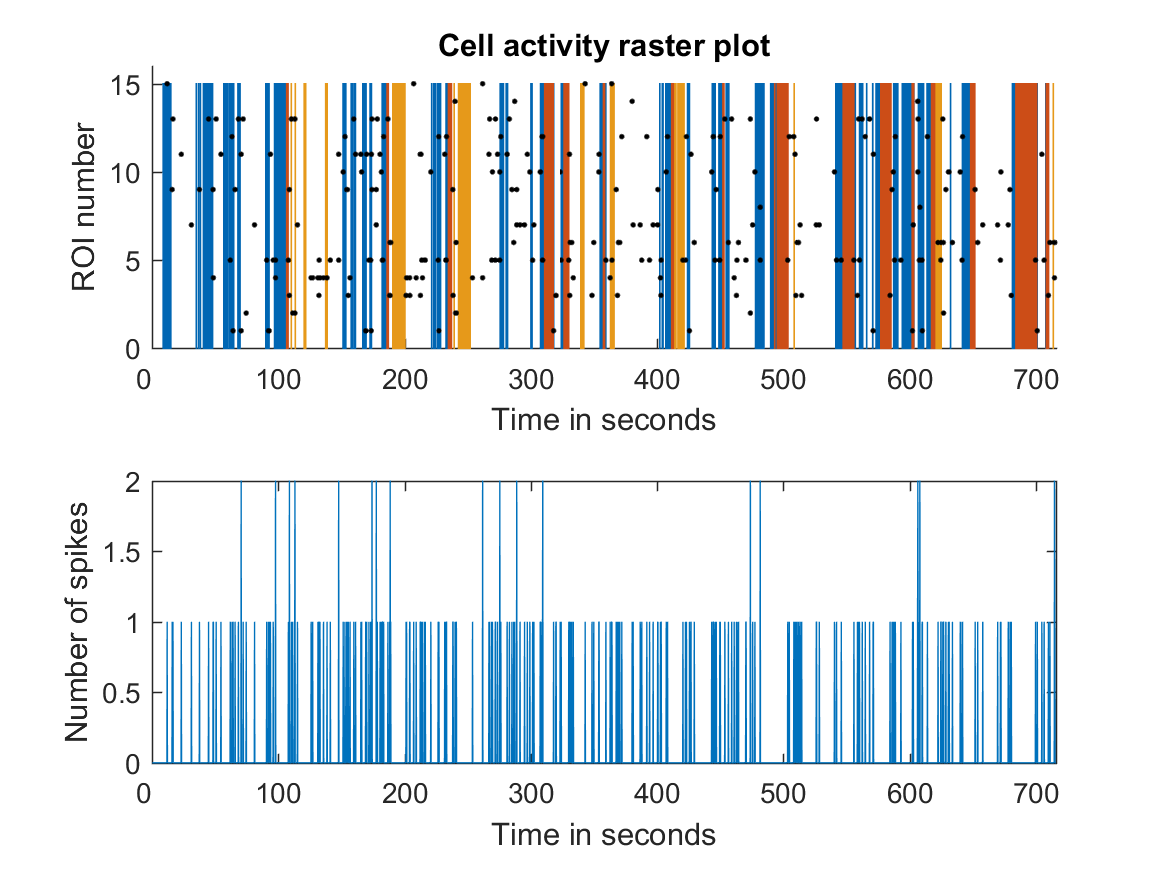 Cell activity raster plot
15
10
5
0
ROI number
0 100 200 300 400 500 600 700
Time in seconds
2
1.5
1
0.5
0
Number of spikes
0 100 200 300 400 500 600 700
Time in seconds